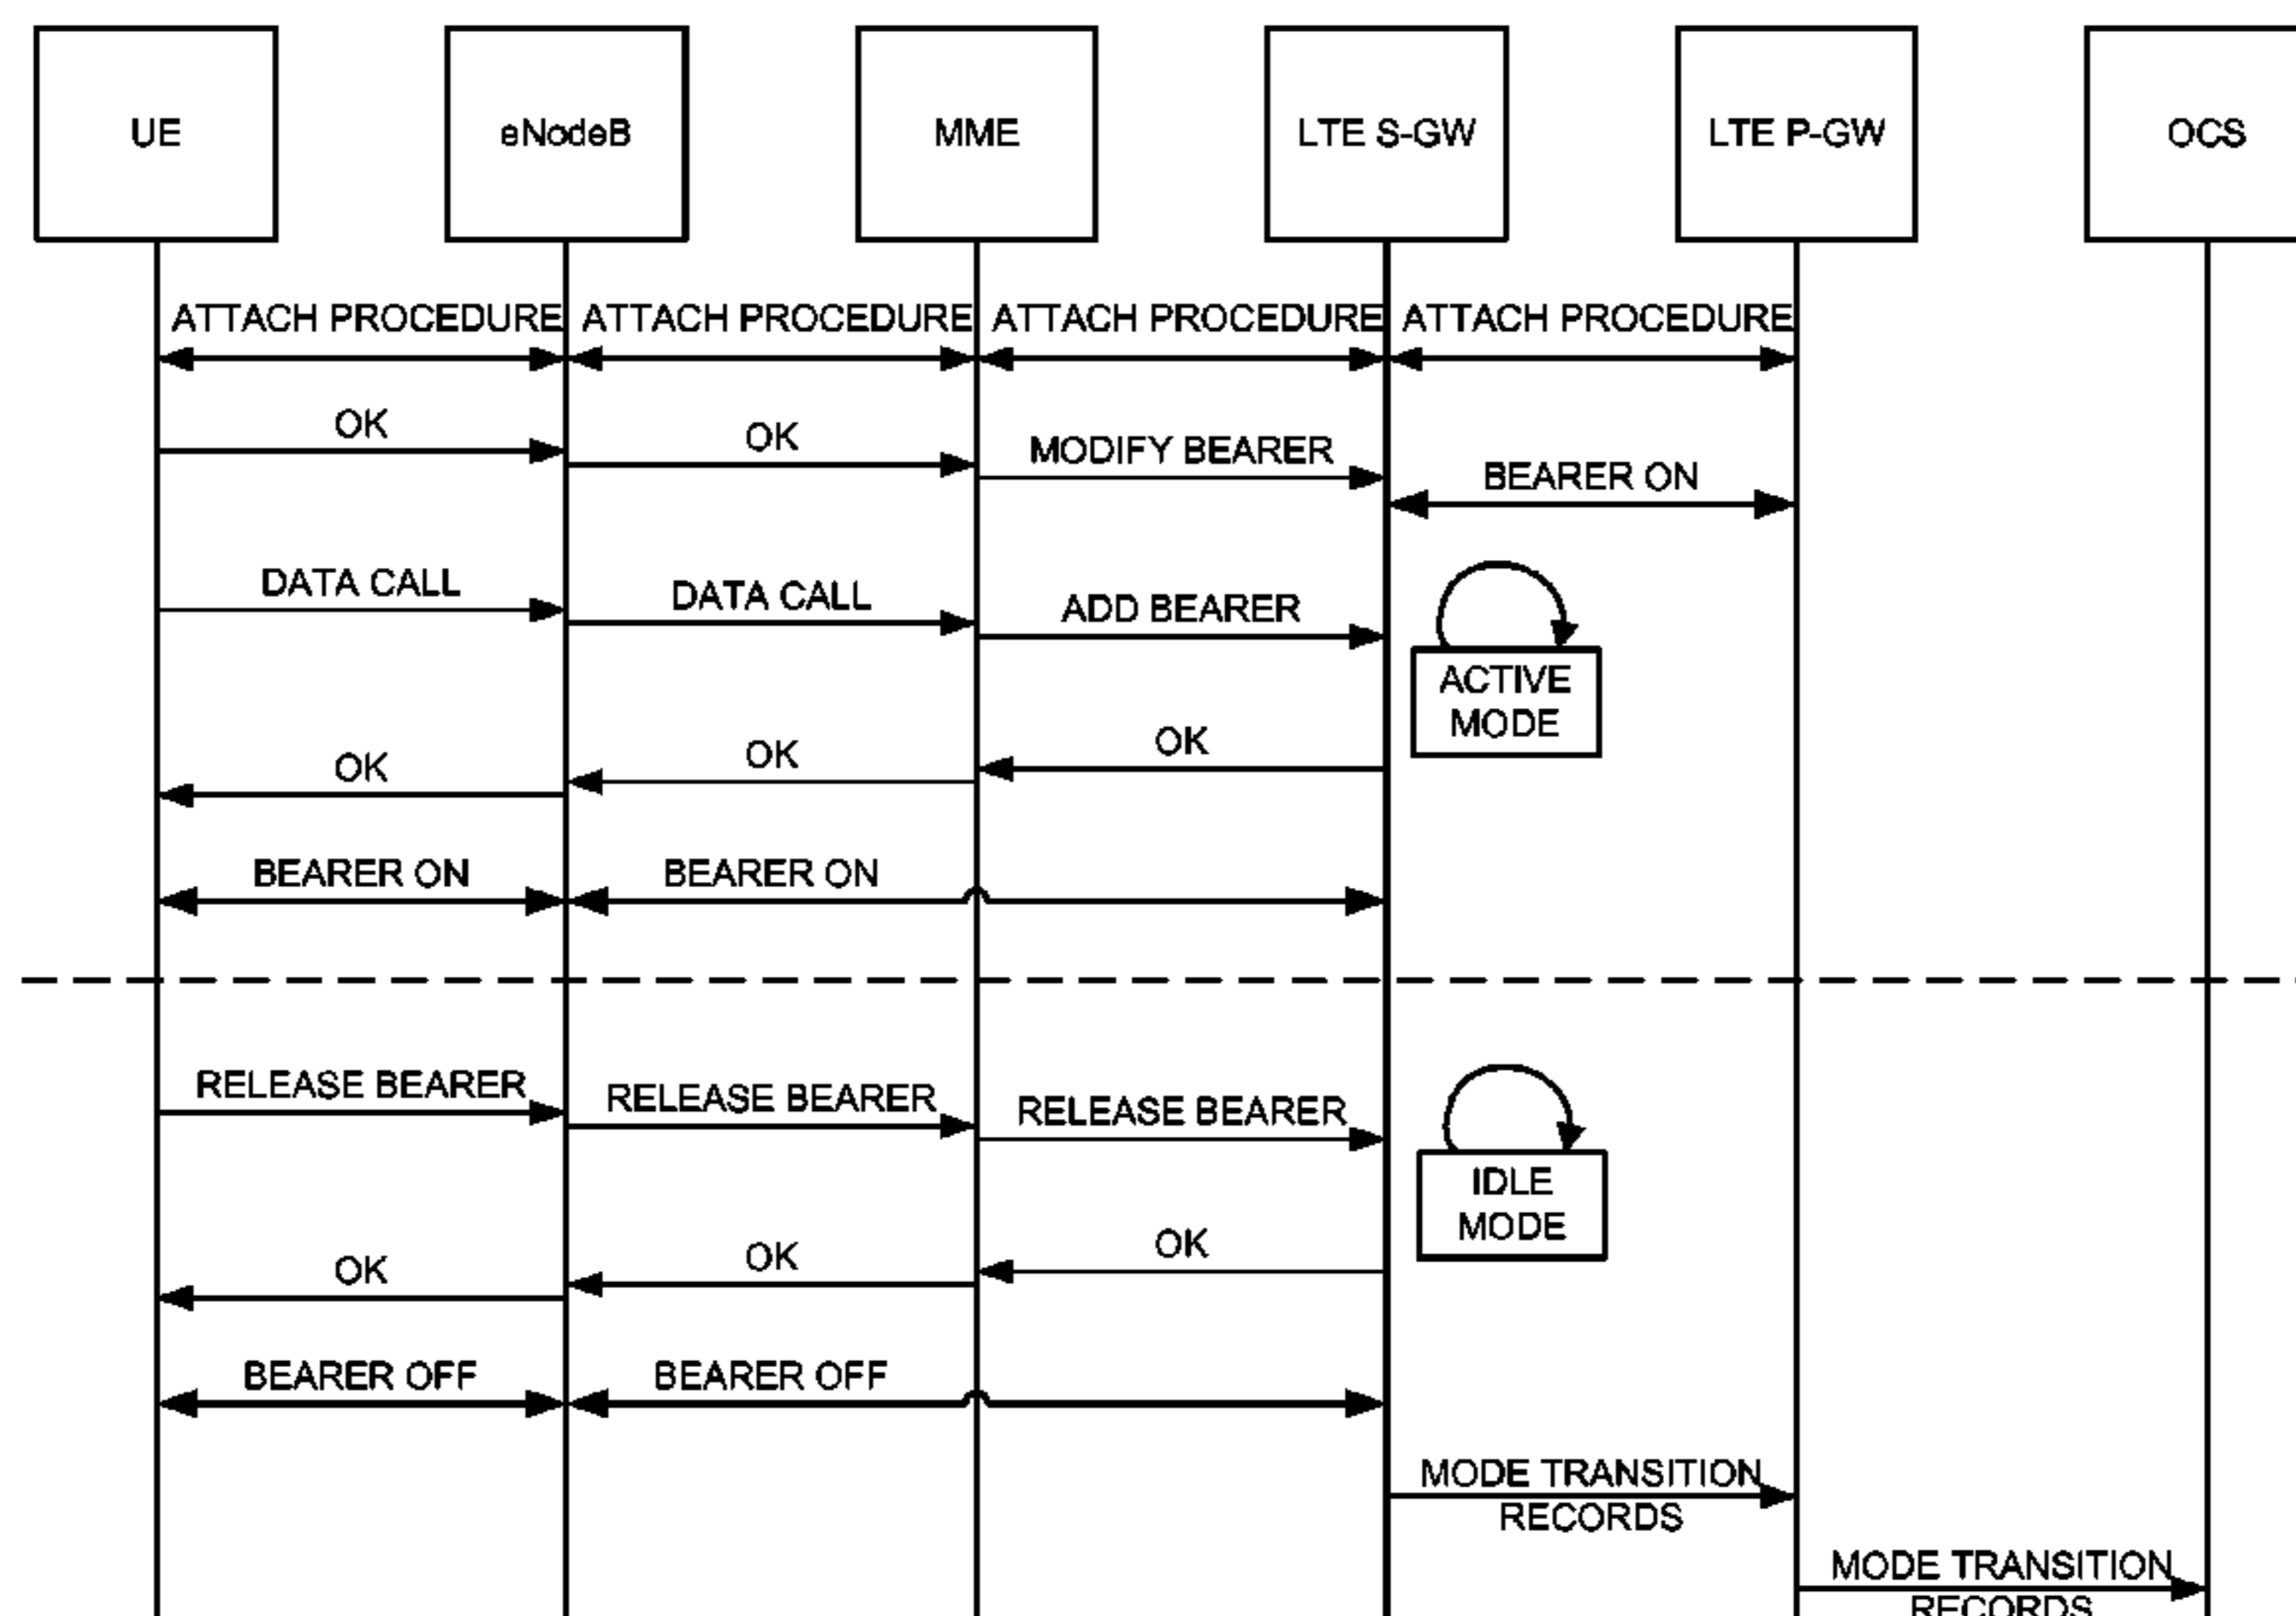 UE
eNodeB
MME
LTE S-GW
LTE P-GW
OCS
ATTACH PROCEDURE
ATTACH PROCEDURE
ATTACH PROCEDURE
ATTACH PROCEDURE
OK
OK
MODIFY BEARER
BEARER ON
DATA CALL
DATA CALL
ADD BEARER
ACTIVE
MODE
OK
OK
OK
BEARER ON
BEARER ON
RELEASE BEARER
RELEASE BEARER
RELEASE BEARER
IDLE
MODE
OK
OK
OK
BEARER OFF
BEARER OFF
MODE TRANSITION
RECORDS
MODE TRANSITION
RECORDS